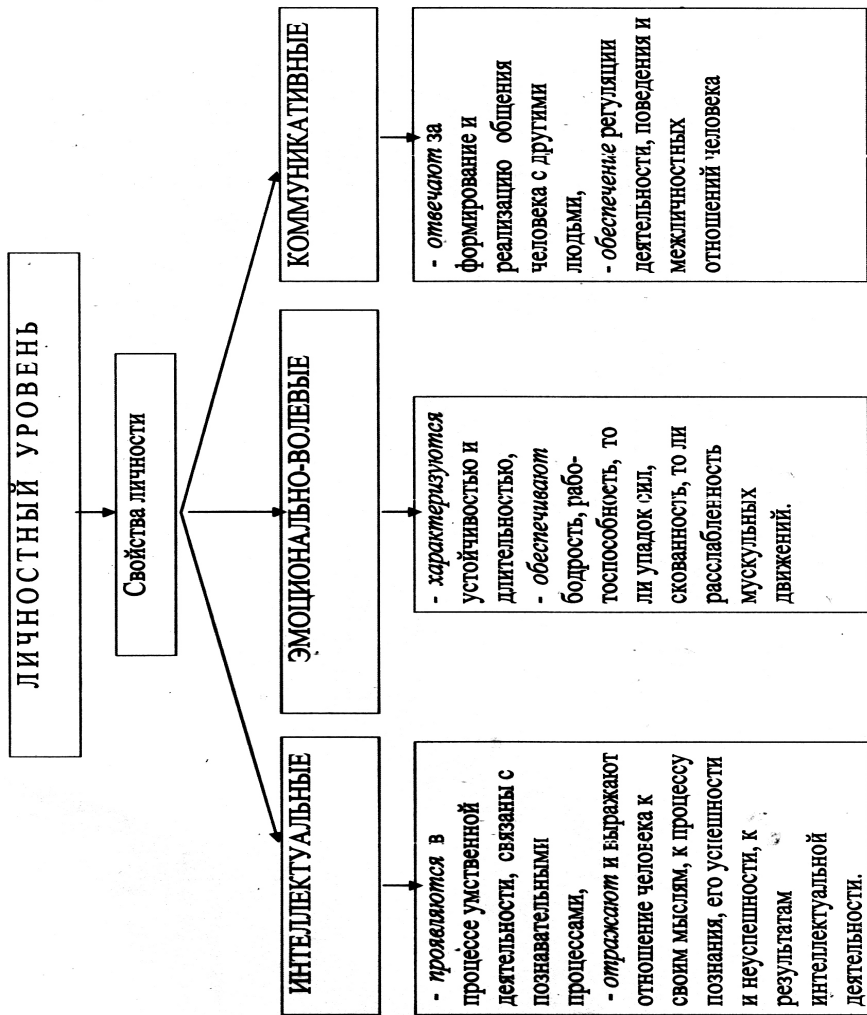 ЛИЧНОСТНЫЙ УРОВЕНЬ
Свойства личности
ИНТЕЛЛЕКТУАЛЬНЫЕ
- проявляются в
процессе умственной
деятельности, связаны с
познавательными
процессами,
- отражают и выражают
отношение человека к
своим мыслям, к процессу
познания, его успешности
и неуспешности, к
результатам
интеллектуальной
деятельности.
ЭМОЦИОНАЛЬНО-ВОЛЕВЫЕ
- характеризуются
устойчивостью и
длительностью,
- обеспечивают
бодрость, рабо-
тоспособность, то
ли упадок сил,
скованность, то ли
расслабленность
мускульных
движений.
КОММУНИКАТИВНЫЕ
- отвечают за
формирование и
реализацию общения
человека с другими
людьми,
- обеспечение регуляции
деятельности, поведения и
межличностных
отношений человека